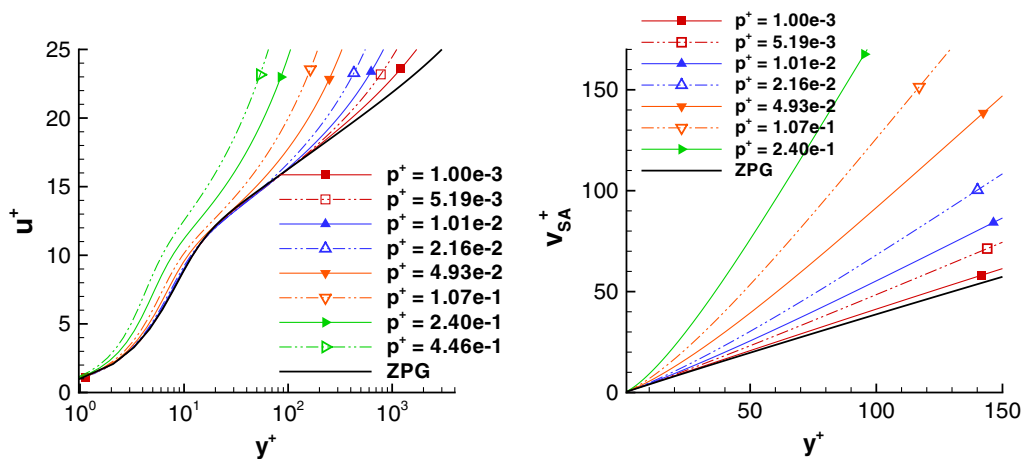 25
20
15
10
5
0
u+
10^0
10^1
10^2
10^3
y+
p+ = 1.00e-3
p+ = 5.19e-3
p+ = 1.01e-2
p+ = 2.16e-2
p+ = 4.93e-2
p+ = 1.07e-1
p+ = 2.40e-1
p+ = 4.46e-1
ZPG
p+ = 1.00e-3
p+ = 5.19e-3
p+ = 1.01e-2
p+ = 2.16e-2
p+ = 4.93e-2
p+ = 1.07e-1
p+ = 2.40e-1
ZPG
150
100
50
0
vSA+
50
100
150
y+